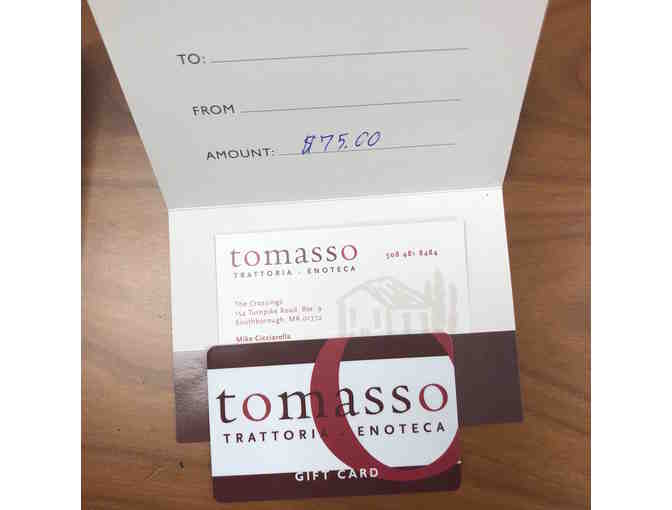 TO:
FROM
AMOUNT: $75.00
tomasso
TRATTORIA . ENOTECA
508 481 8484
The Crossings
154 Turnpike Road, Rte. 9
Southborough, MA 01772
Mike Cicciarella
tomasso
TRATTORIA . ENOTECA
GIFT CARD